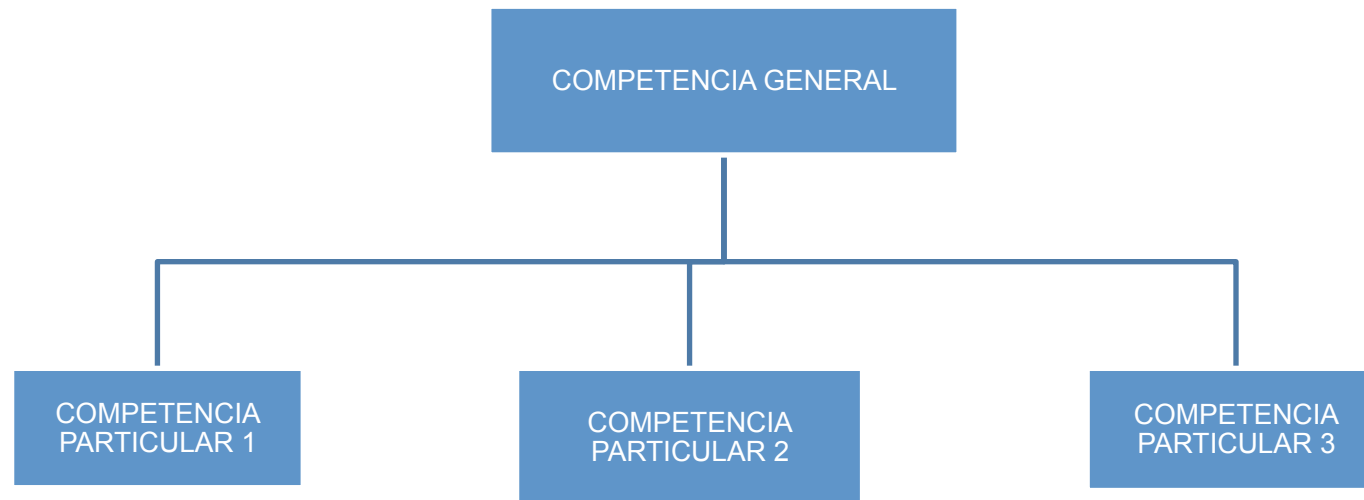 COMPETENCIA GENERAL
COMPETENCIA
PARTICULAR 1
COMPETENCIA
PARTICULAR 2
COMPETENCIA
PARTICULAR 3